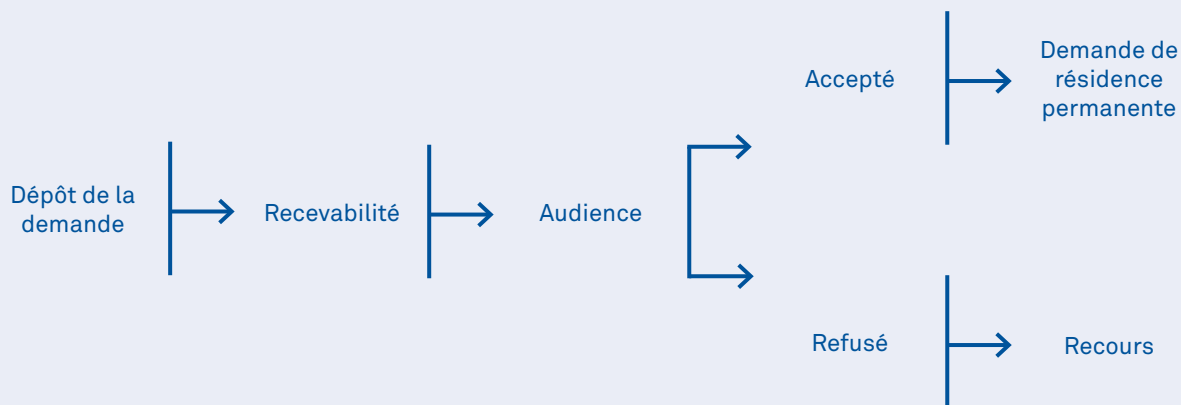 Dépôt de la
demande
Recevabilité
Audience
Accepté
Demande de
résidence
permanente
Refusé
Recours